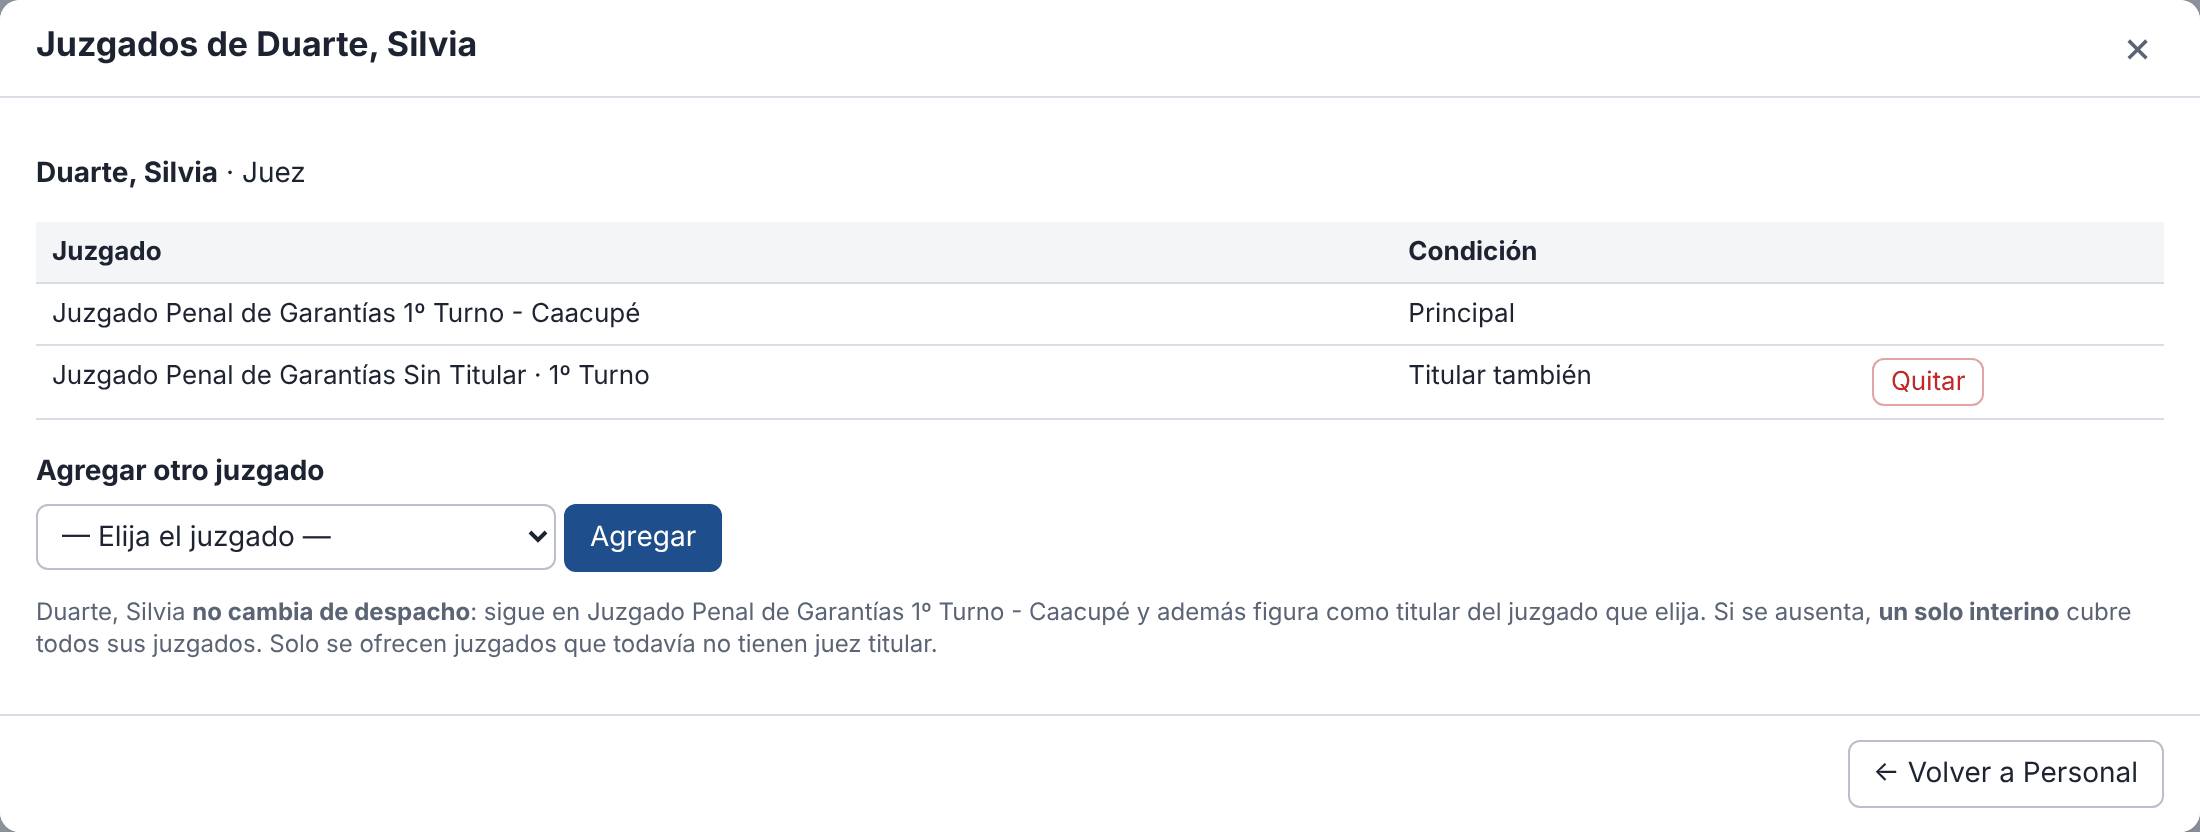 Juzgados de Duarte, Silvia
✕
Duarte, Silvia · Juez
Juzgado Condición
Juzgado Penal de Garantías 1º Turno - Caacupé Principal
Juzgado Penal de Garantías Sin Titular · 1º Turno Titular también Quitar
Agregar otro juzgado
— Elija el juzgado — Agregar
Duarte, Silvia no cambia de despacho: sigue en Juzgado Penal de Garantías 1º Turno - Caacupé y además figura como titular del juzgado que elija. Si se ausenta, un solo interino cubre
todos sus juzgados. Solo se ofrecen juzgados que todavía no tienen juez titular.
← Volver a Personal